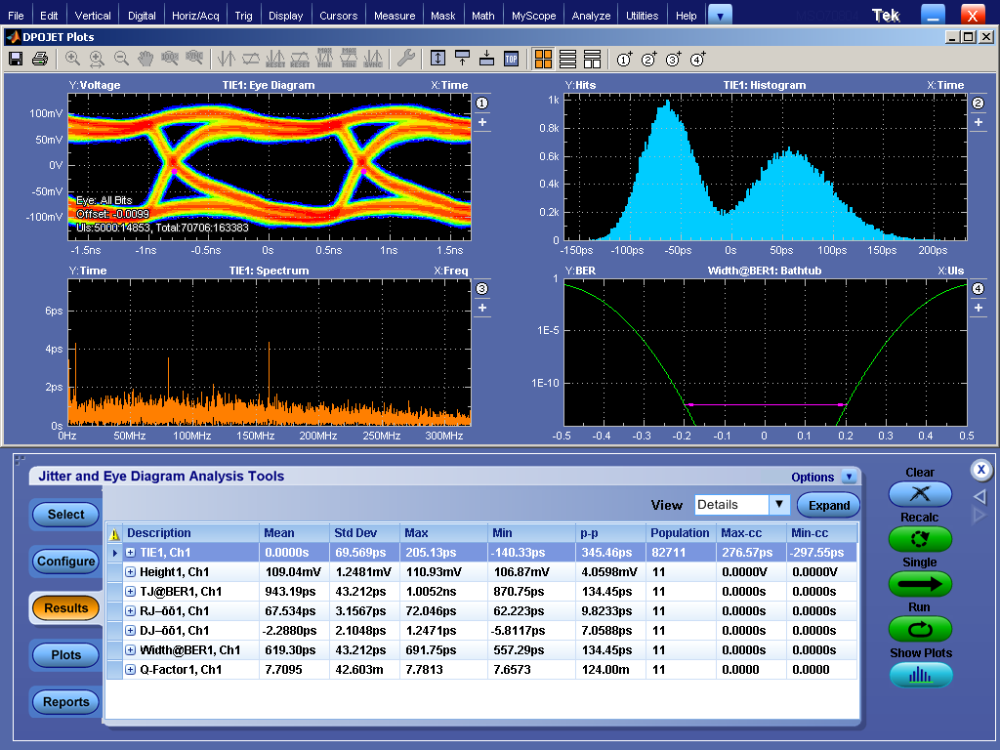 File Edit Vertical Digital Horiz/Acq Trig Display Cursors Measure Mask Math MyScope Analyze Utilities Help Tek X
DPOJET Plots
TOP 1+ 2+ 3+ 4+
Y:Voltage TIE1: Eye Diagram X:Time
1
+
100mV
50mV
0V
-50mV
-100mV
Eye: All Bits
Offset: -0.0099
UIs:5000:14853, Total:70706:163383
-1.5ns -1ns -0.5ns 0s 0.5ns 1ns 1.5ns
Y:Hits TIE1: Histogram X:Time
2
+
1k
0.8k
0.6k
0.4k
0.2k
0
-150ps -100ps -50ps 0s 50ps 100ps 150ps 200ps
Y:Time TIE1: Spectrum X:Freq
3
+
6ps
4ps
2ps
0s
0Hz 50MHz 100MHz 150MHz 200MHz 250MHz 300MHz
Y:BER Width@BER1: Bathtub X:UIs
4
+
1
1E-5
1E-10
-0.5 -0.4 -0.3 -0.2 -0.1 0 0.1 0.2 0.3 0.4 0.5
Jitter and Eye Diagram Analysis Tools
Options
View Details Expand
Select
Configure
Results
Plots
Reports
Description Mean Std Dev Max Min p-p Population Max-cc Min-cc
TIE1, Ch1 0.0000s 69.569ps 205.13ps -140.33ps 345.46ps 82711 276.57ps -297.55ps
Height1, Ch1 109.04mV 1.2481mV 110.93mV 106.87mV 4.0598mV 11 0.0000V 0.0000V
TJ@BER1, Ch1 943.19ps 43.212ps 1.0052ns 870.75ps 134.45ps 11 0.0000s 0.0000s
RJ–δδ1, Ch1 67.534ps 3.1567ps 72.046ps 62.223ps 9.8233ps 11 0.0000s 0.0000s
DJ–δδ1, Ch1 -2.2880ps 2.1048ps 1.2471ps -5.8117ps 7.0588ps 11 0.0000s 0.0000s
Width@BER1, Ch1 619.30ps 43.212ps 691.75ps 557.29ps 134.45ps 11 0.0000s 0.0000s
Q-Factor1, Ch1 7.7095 42.603m 7.7813 7.6573 124.00m 11 0.0000 0.0000
X
Clear
Recalc
Single
Run
Show Plots